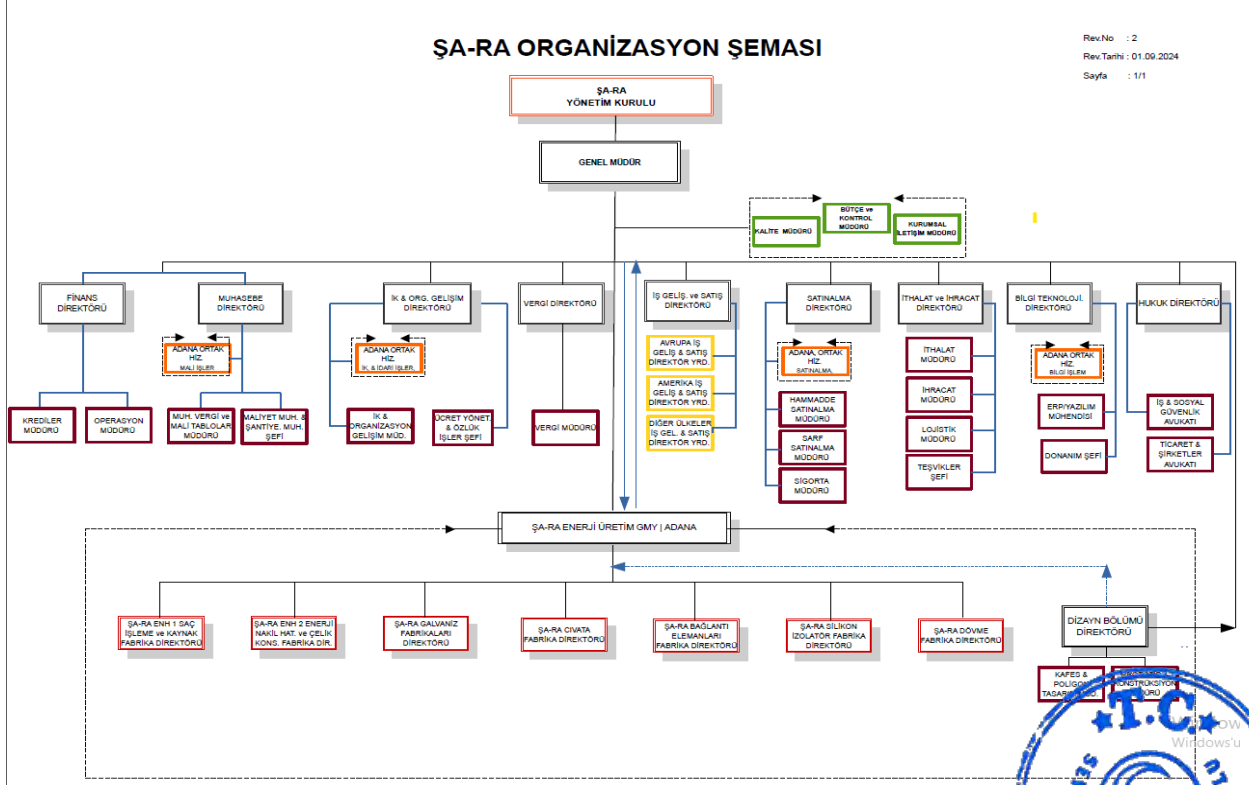 ŞA-RA ORGANİZASYON ŞEMASI
Rev.No : 2
Rev.Tarihi : 01.09.2024
Sayfa : 1/1
ŞA-RA
YÖNETİM KURULU
GENEL MÜDÜR
KALİTE MÜDÜRÜ
BÜTÇE ve
KONTROL
MÜDÜRÜ
KURUMSAL
İLETİŞİM MÜDÜRÜ
FİNANS
DİREKTÖRÜ
MUHASEBE
DİREKTÖRÜ
İK & ORG. GELİŞİM
DİREKTÖRÜ
VERGİ DİREKTÖRÜ
İŞ GELİŞ. ve SATIŞ
DİREKTÖRÜ
SATINALMA
DİREKTÖRÜ
İTHALAT ve İHRACAT
DİREKTÖRÜ
BİLGİ TEKNOLOJİ.
DİREKTÖRÜ
HUKUK DİREKTÖRÜ
ADANA ORTAK
HİZ.
MALİ İŞLER
ADANA ORTAK
HİZ.
İK, & İDARİ İŞLER,
AVRUPA İŞ
GELİŞ & SATIŞ
DİREKTÖR YRD.
AMERİKA İŞ
GELİŞ & SATIŞ
DİREKTÖR YRD.
DİĞER ÜLKELER
İŞ GEL. & SATIŞ
DİREKTÖR YRD.
ADANA, ORTAK
HİZ.
SATINALMA,
HAMMADDE
SATINALMA
MÜDÜRÜ
SARF
SATINALMA
MÜDÜRÜ
SİGORTA
MÜDÜRÜ
İTHALAT
MÜDÜRÜ
İHRACAT
MÜDÜRÜ
LOJİSTİK
MÜDÜRÜ
TEŞVİKLER
ŞEFİ
ADANA ORTAK
HİZ.
BİLGİ İŞLEM
ERP/YAZILIM
MÜHENDİSİ
DONANIM ŞEFİ
İŞ & SOSYAL
GÜVENLİK
AVUKATI
TİCARET &
ŞİRKETLER
AVUKATI
KREDİLER
MÜDÜRÜ
OPERASYON
MÜDÜRÜ
MUH. VERGİ ve
MALİ TABLOLAR
MÜDÜRÜ
MALİYET MUH. &
ŞANTİYE. MUH.
ŞEFİ
İK &
ORGANİZASYON
GELİŞİM MÜD.
ÜCRET YÖNET.
& ÖZLÜK
İŞLER ŞEFİ
VERGİ MÜDÜRÜ
ŞA-RA ENERJİ ÜRETİM GMY | ADANA
ŞA-RA ENH 1 SAÇ
İŞLEME ve KAYNAK
FABRİKA DİREKTÖRÜ
ŞA-RA ENH 2 ENERJİ
NAKİL HAT. ve ÇELİK
KONS. FABRİKA DİR.
ŞA-RA GALVANİZ
FABRİKALARI
DİREKTÖRÜ
ŞA-RA CIVATA
FABRİKA DİREKTÖRÜ
ŞA-RA BAĞLANTI
ELEMANLARI
FABRİKA DİREKTÖRÜ
ŞA-RA SİLİKON
İZOLATÖR FABRİKA
DİREKTÖRÜ
ŞA-RA DÖVME
FABRİKA DİREKTÖRÜ
DİZAYN BÖLÜMÜ
DİREKTÖRÜ
KAFES &
KONSTRÜKSİYON
T.C.
Windows'u